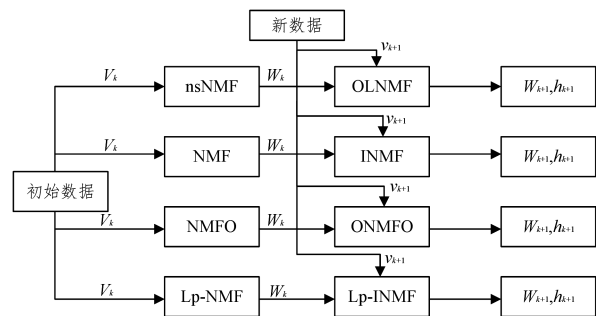 新数据
V_k nsNMF W_k v_{k+1} OLNMF W_{k+1},h_{k+1}
V_k NMF W_k v_{k+1} INMF W_{k+1},h_{k+1}
初始数据
V_k NMFO W_k v_{k+1} ONMFO W_{k+1},h_{k+1}
V_k Lp-NMF W_k v_{k+1} Lp-INMF W_{k+1},h_{k+1}